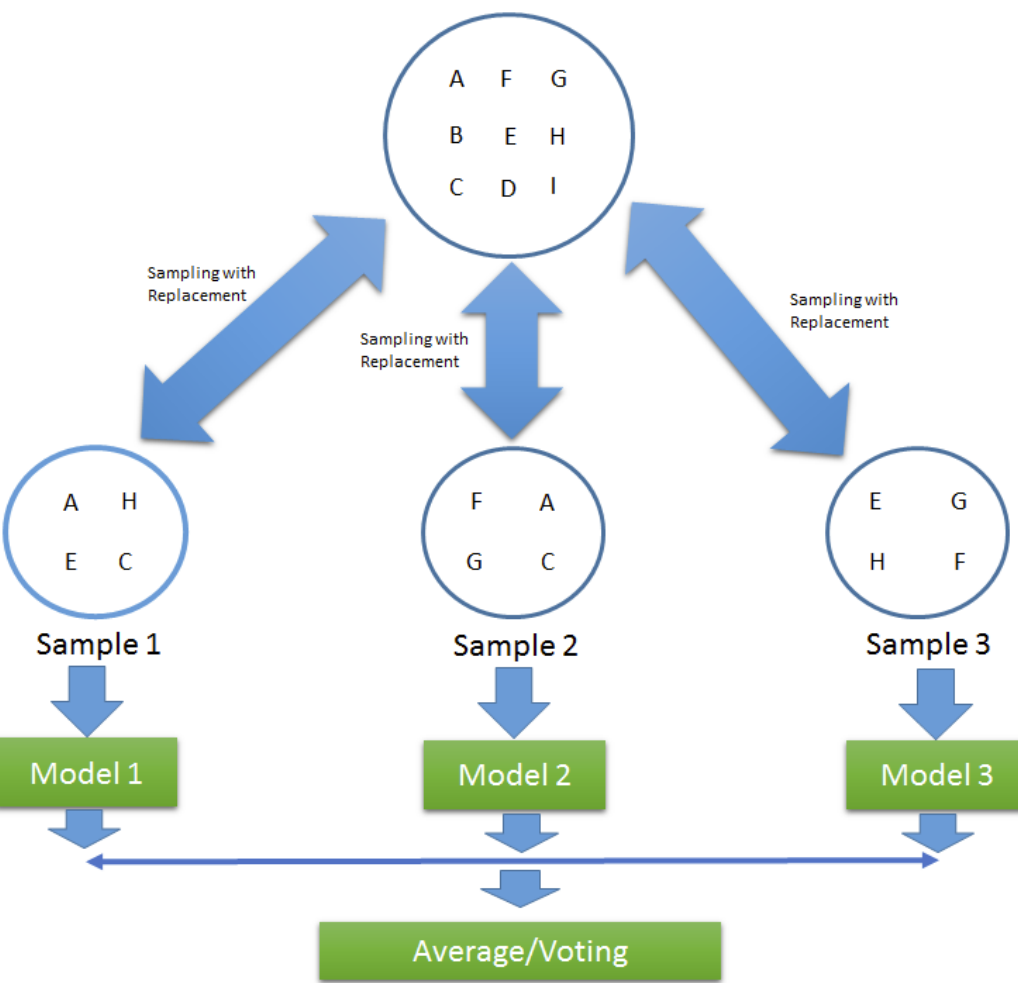 A F G
B E H
C D I
Sampling with
Replacement
Sampling with
Replacement
Sampling with
Replacement
A H
E C
F A
G C
E G
H F
Sample 1
Sample 2
Sample 3
Model 1
Model 2
Model 3
Average/Voting